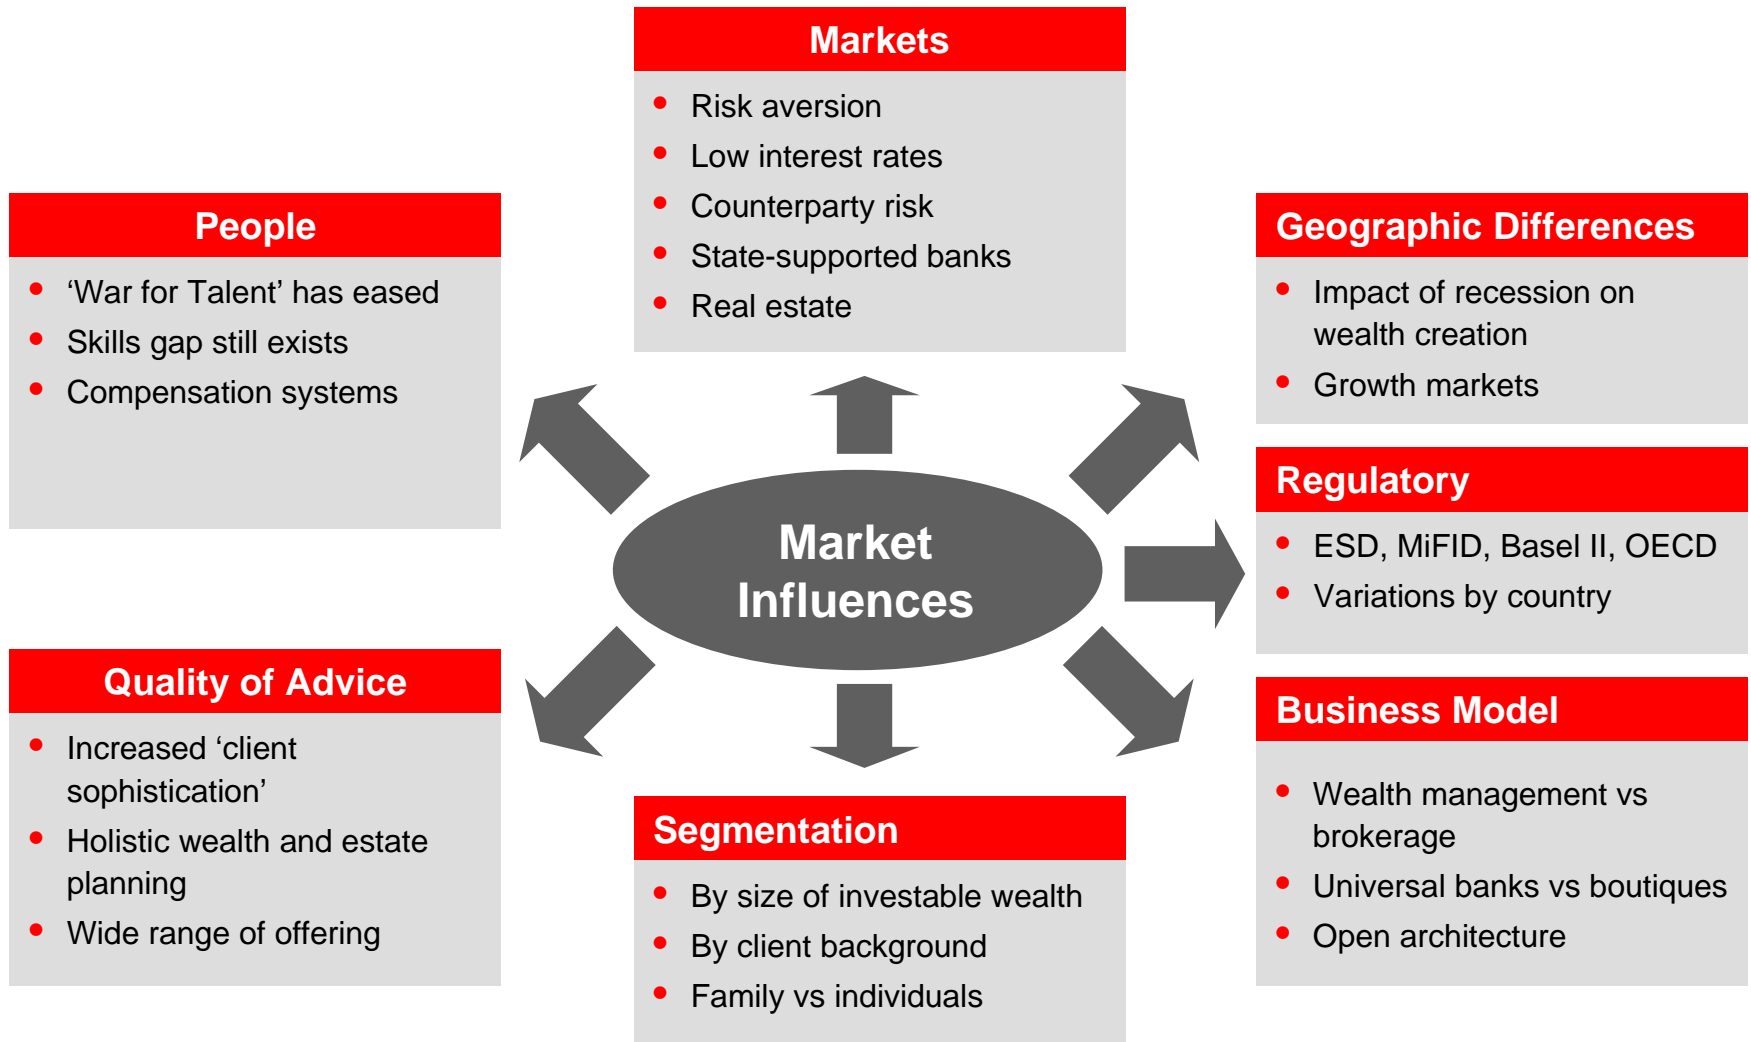 Markets
• Risk aversion
• Low interest rates
• Counterparty risk
• State-supported banks
• Real estate
People
• ‘War for Talent’ has eased
• Skills gap still exists
• Compensation systems
Geographic Differences
• Impact of recession on
wealth creation
• Growth markets
Regulatory
• ESD, MiFID, Basel II, OECD
• Variations by country
Market
Influences
Quality of Advice
• Increased ‘client
sophistication’
• Holistic wealth and estate
planning
• Wide range of offering
Segmentation
• By size of investable wealth
• By client background
• Family vs individuals
Business Model
• Wealth management vs
brokerage
• Universal banks vs boutiques
• Open architecture